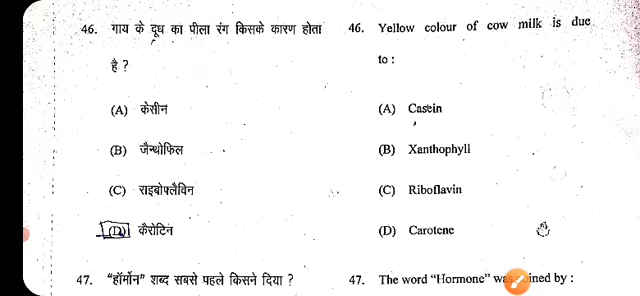 46. गाय के दूध का पीला रंग किसके कारण होता
है ?
(A) केसीन
(B) जैन्थोफिल
(C) राइबोफ्लैविन
(D) कैरोटिन
47. "हॉर्मोन" शब्द सबसे पहले किसने दिया ?
46. Yellow colour of cow milk is due
to :
(A) Casein
(B) Xanthophyll
(C) Riboflavin
(D) Carotene
47. The word "Hormone" by :